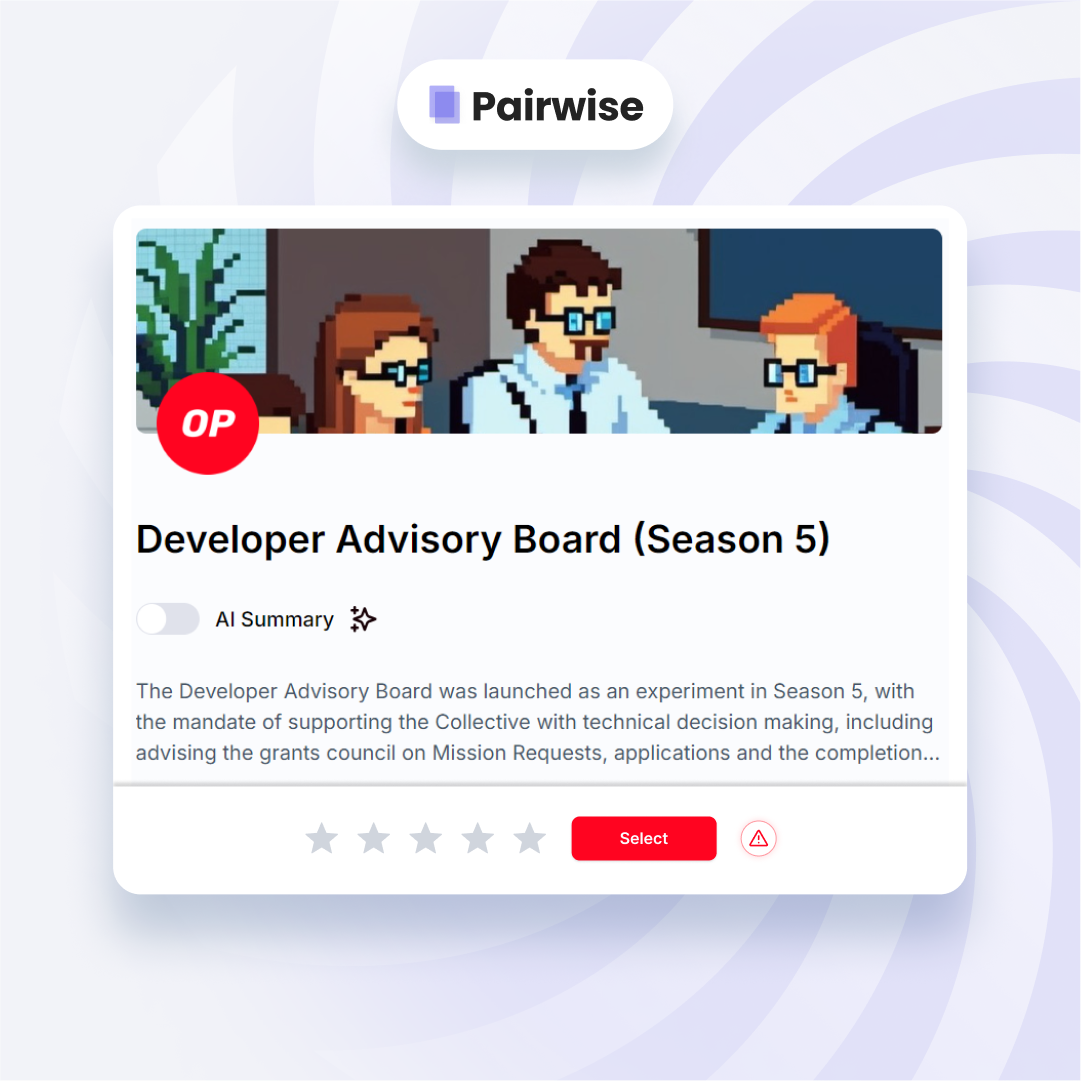 Pairwise
OP
Developer Advisory Board (Season 5)
AI Summary
The Developer Advisory Board was launched as an experiment in Season 5, with
the mandate of supporting the Collective with technical decision making, including
advising the grants council on Mission Requests, applications and the completion...
Select